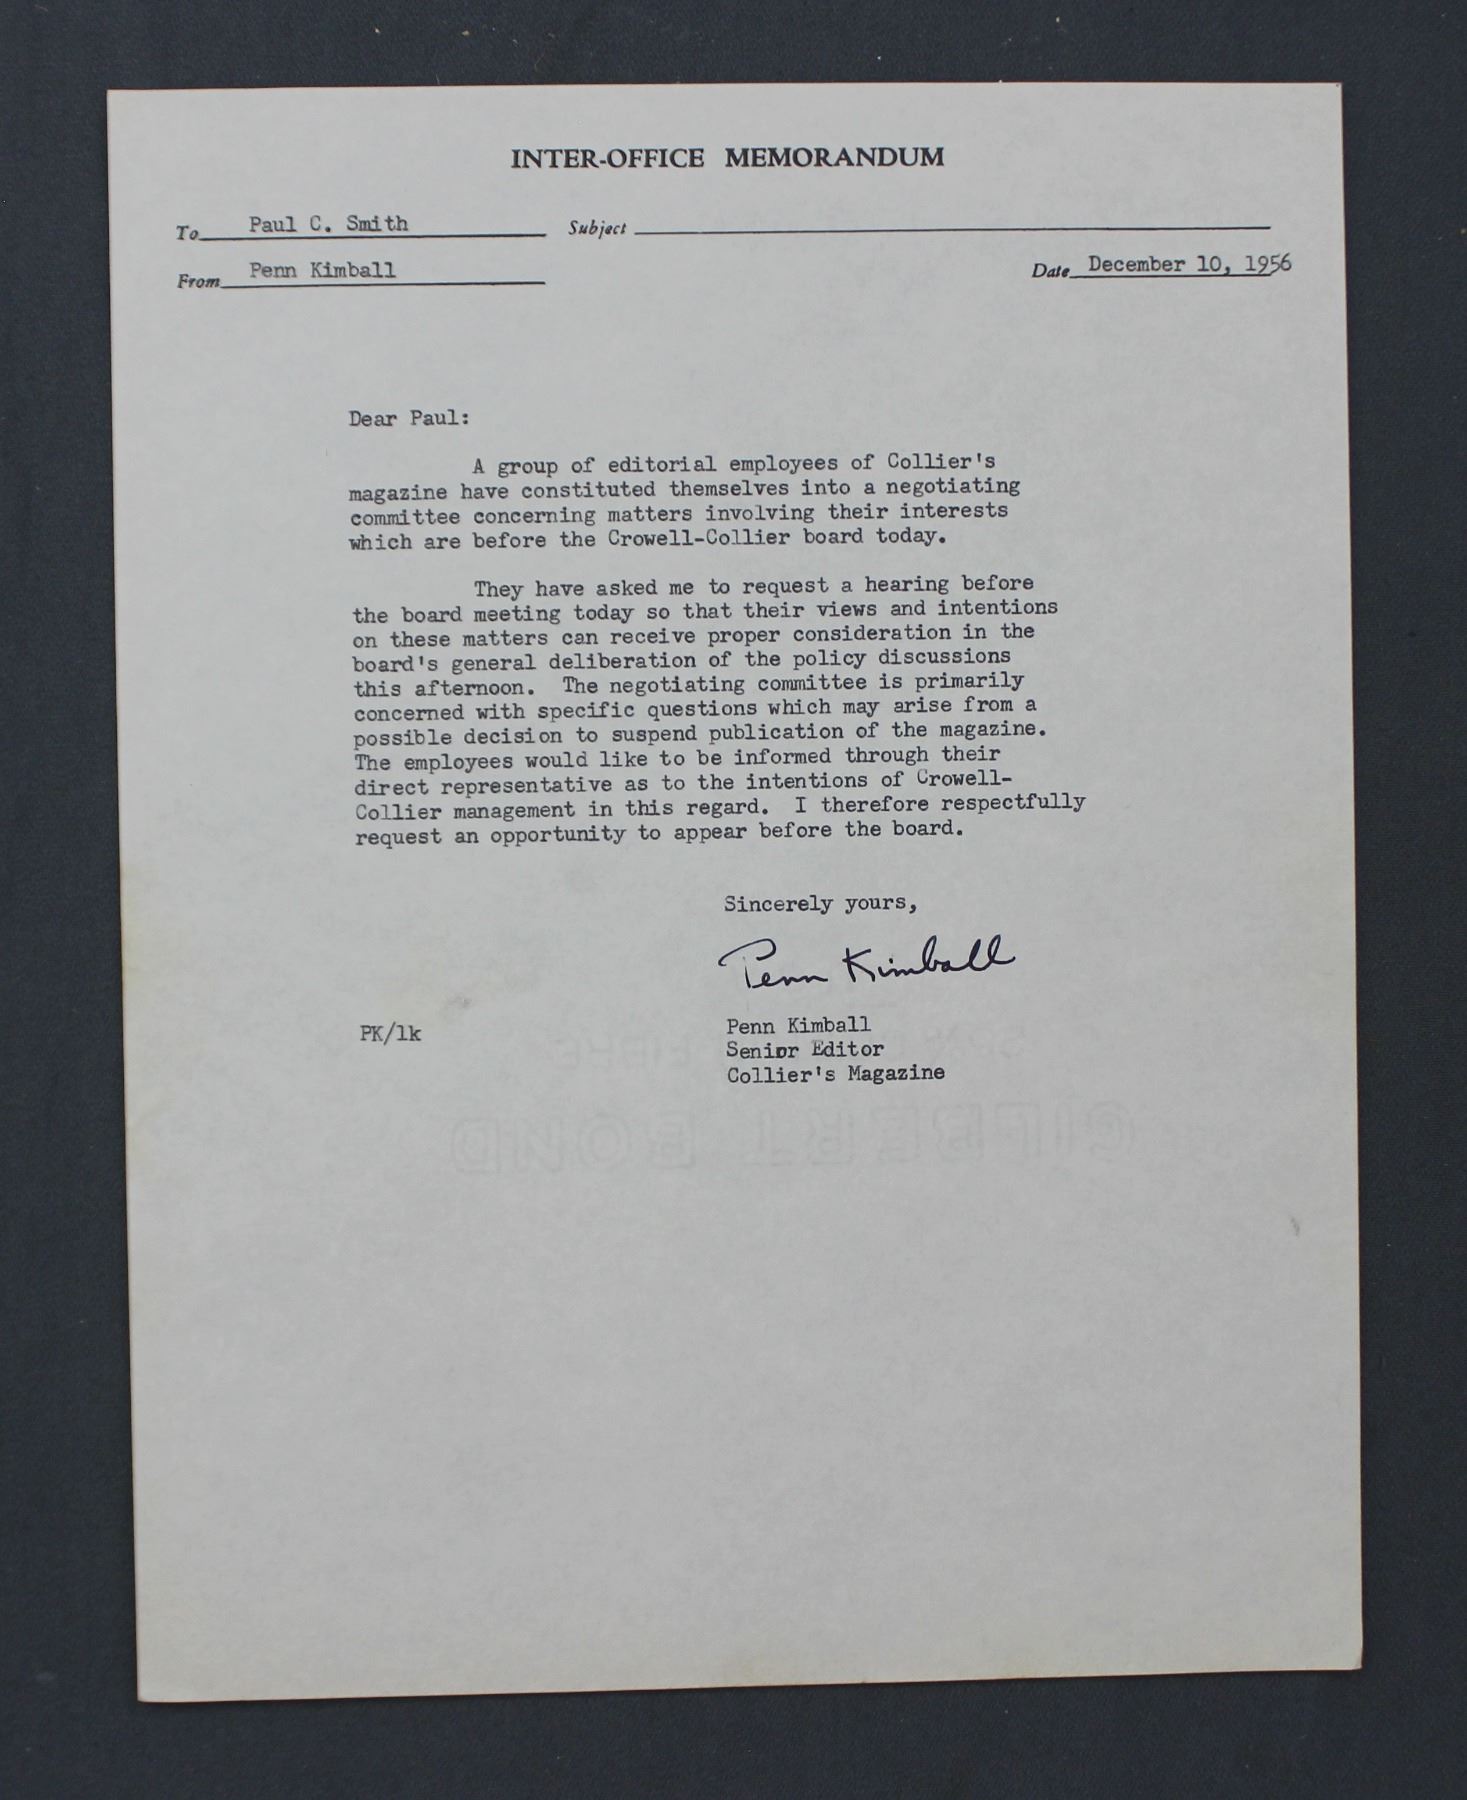 INTER-OFFICE MEMORANDUM
To Paul C. Smith Subject
From Penn Kimball Date December 10, 1956
Dear Paul:
A group of editorial employees of Collier's
magazine have constituted themselves into a negotiating
committee concerning matters involving their interests
which are before the Crowell-Collier board today.
They have asked me to request a hearing before
the board meeting today so that their views and intentions
on these matters can receive proper consideration in the
board's general deliberation of the policy discussions
this afternoon. The negotiating committee is primarily
concerned with specific questions which may arise from a
possible decision to suspend publication of the magazine.
The employees would like to be informed through their
direct representative as to the intentions of Crowell-
Collier management in this regard. I therefore respectfully
request an opportunity to appear before the board.
Sincerely yours,
Penn Kimball
PK/lk Penn Kimball
Senior Editor
Collier's Magazine
GILBERT BOND